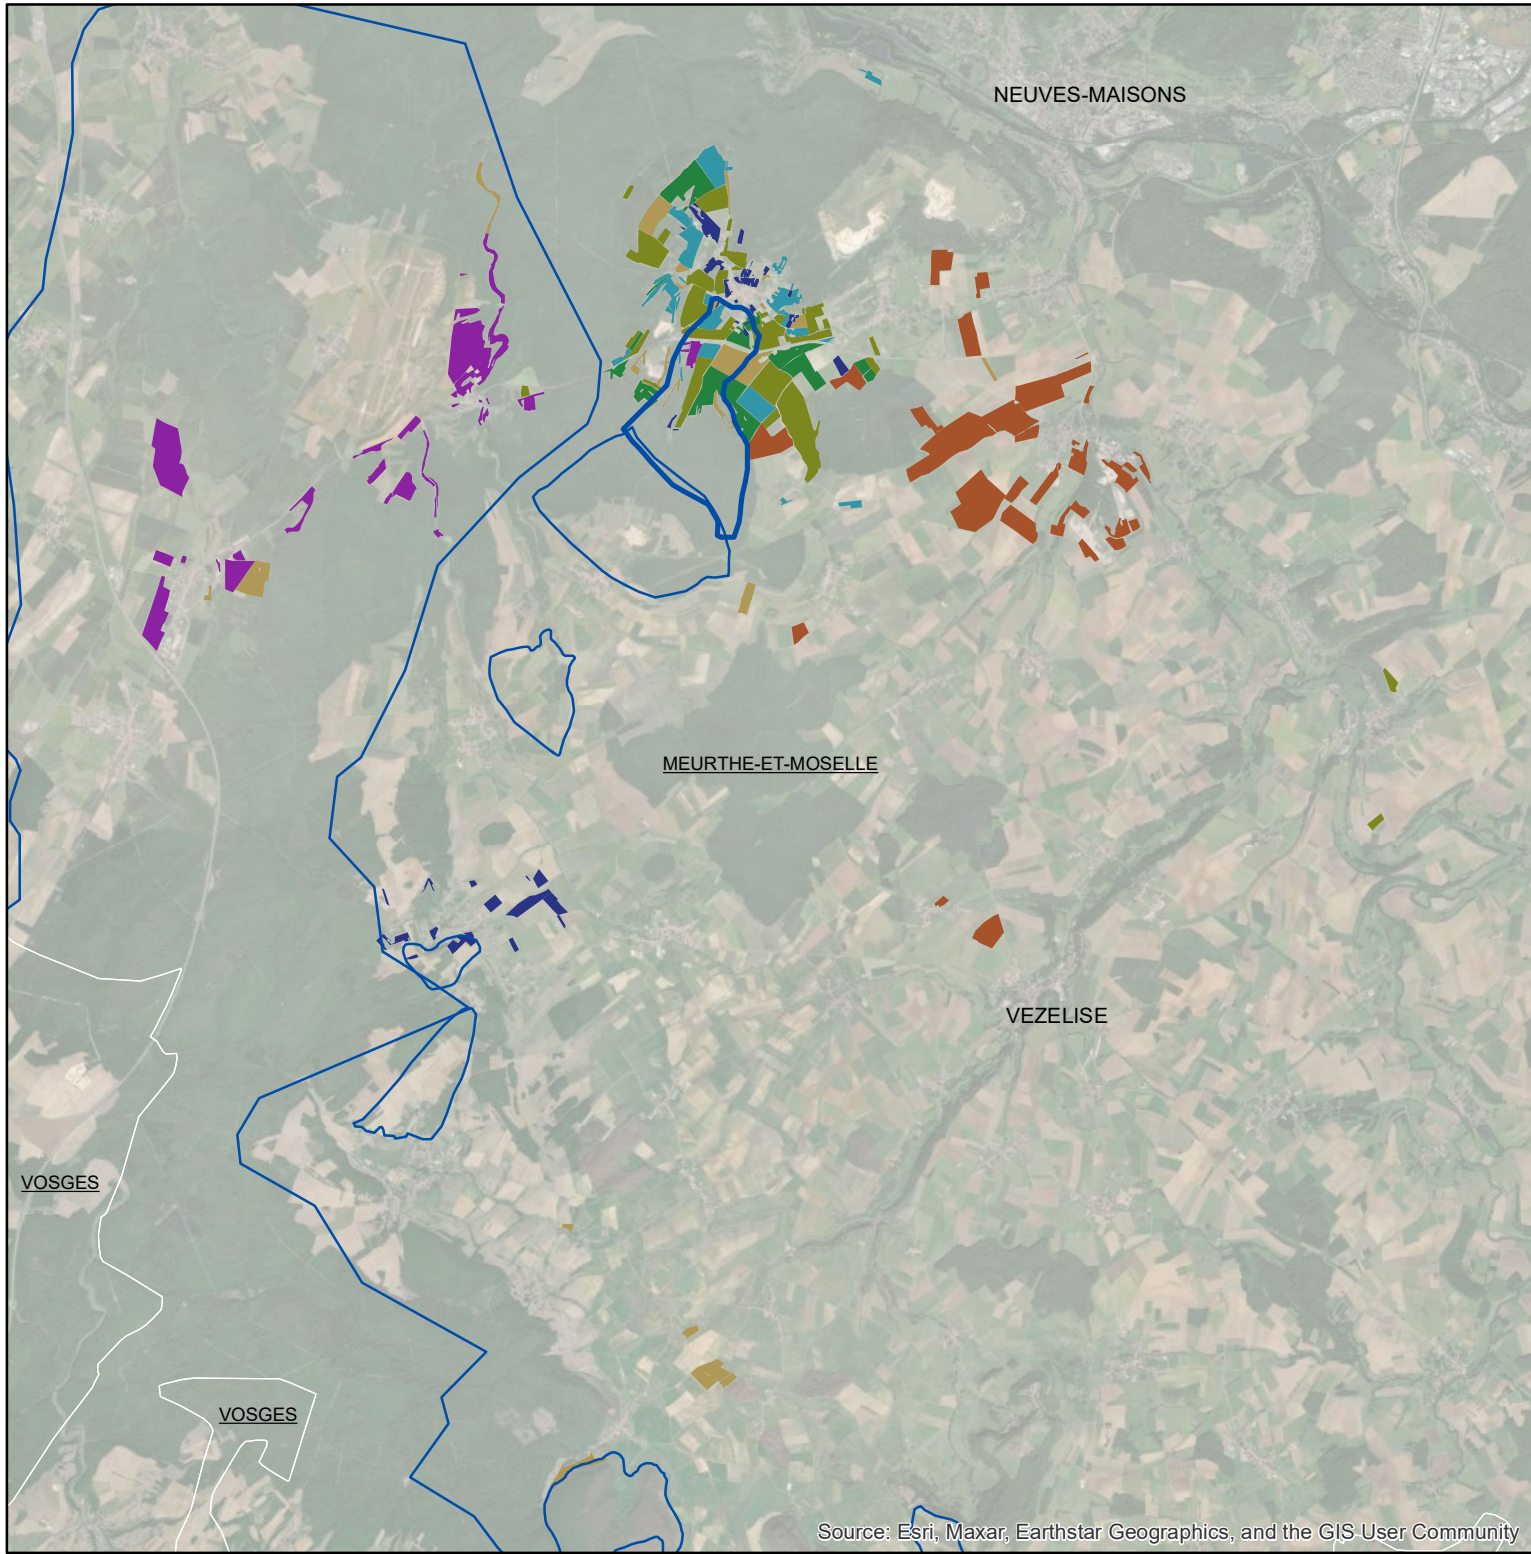 NEUVES-MAISONS
MEURTHE-ET-MOSELLE
VEZELISE
VOSGES
VOSGES
Source: Esri, Maxar, Earthstar Geographics, and the GIS User Community